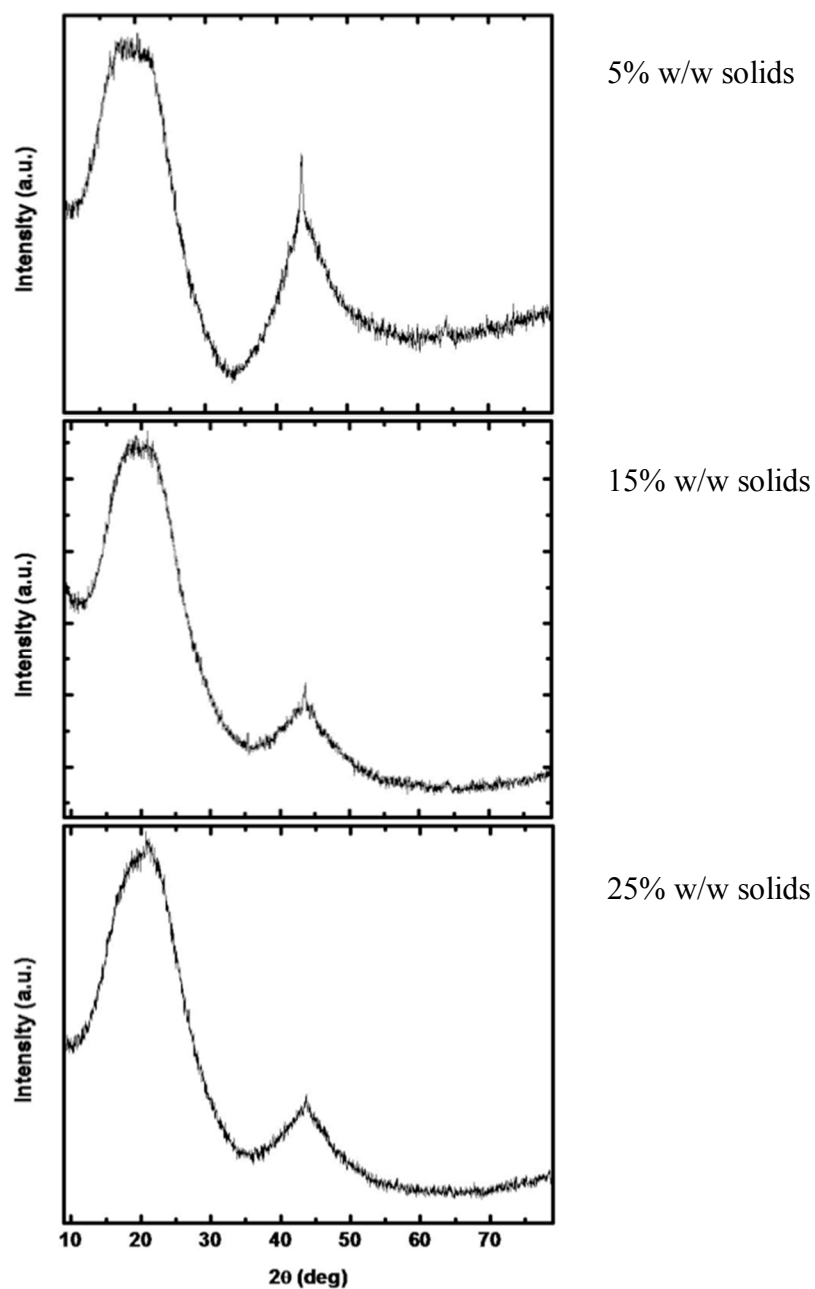 5% w/w solids
Intensity (a.u.)
15% w/w solids
Intensity (a.u.)
25% w/w solids
Intensity (a.u.)
10 20 30 40 50 60 70
2θ (deg)